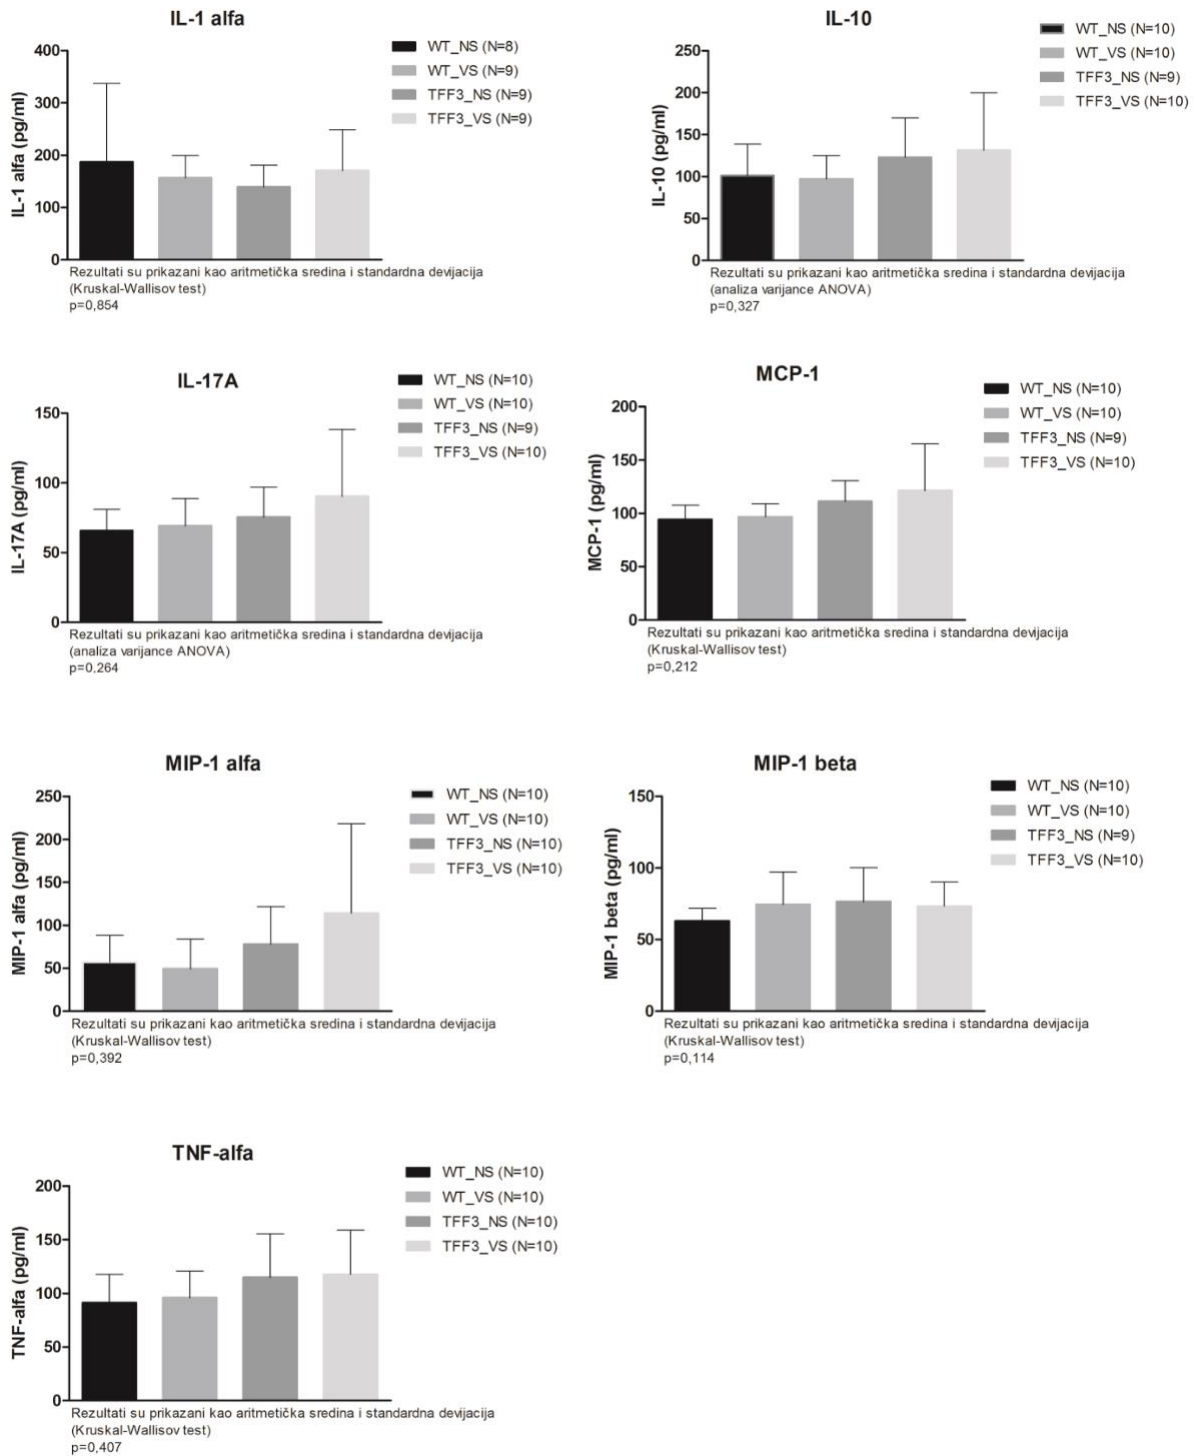 IL-1 alfa
IL-1 alfa (pg/ml)
400
300
200
100
0
WT_NS (N=8)
WT_VS (N=9)
TFF3_NS (N=9)
TFF3_VS (N=9)
Rezultati su prikazani kao aritmetička sredina i standardna devijacija
(Kruskal-Wallisov test)
p=0,854
IL-10
IL-10 (pg/ml)
250
200
150
100
50
0
WT_NS (N=10)
WT_VS (N=10)
TFF3_NS (N=9)
TFF3_VS (N=10)
Rezultati su prikazani kao aritmetička sredina i standardna devijacija
(analiza varijance ANOVA)
p=0,327
IL-17A
IL-17A (pg/ml)
150
100
50
0
WT_NS (N=10)
WT_VS (N=10)
TFF3_NS (N=9)
TFF3_VS (N=10)
Rezultati su prikazani kao aritmetička sredina i standardna devijacija
(analiza varijance ANOVA)
p=0,264
MCP-1
MCP-1 (pg/ml)
200
150
100
50
0
WT_NS (N=10)
WT_VS (N=10)
TFF3_NS (N=9)
TFF3_VS (N=10)
Rezultati su prikazani kao aritmetička sredina i standardna devijacija
(Kruskal-Wallisov test)
p=0,212
MIP-1 alfa
MIP-1 alfa (pg/ml)
250
200
150
100
50
0
WT_NS (N=10)
WT_VS (N=10)
TFF3_NS (N=10)
TFF3_VS (N=10)
Rezultati su prikazani kao aritmetička sredina i standardna devijacija
(Kruskal-Wallisov test)
p=0,392
MIP-1 beta
MIP-1 beta (pg/ml)
150
100
50
0
WT_NS (N=10)
WT_VS (N=10)
TFF3_NS (N=9)
TFF3_VS (N=10)
Rezultati su prikazani kao aritmetička sredina i standardna devijacija
(Kruskal-Wallisov test)
p=0,114
TNF-alfa
TNF-alfa (pg/ml)
200
150
100
50
0
WT_NS (N=10)
WT_VS (N=10)
TFF3_NS (N=10)
TFF3_VS (N=10)
Rezultati su prikazani kao aritmetička sredina i standardna devijacija
(Kruskal-Wallisov test)
p=0,407